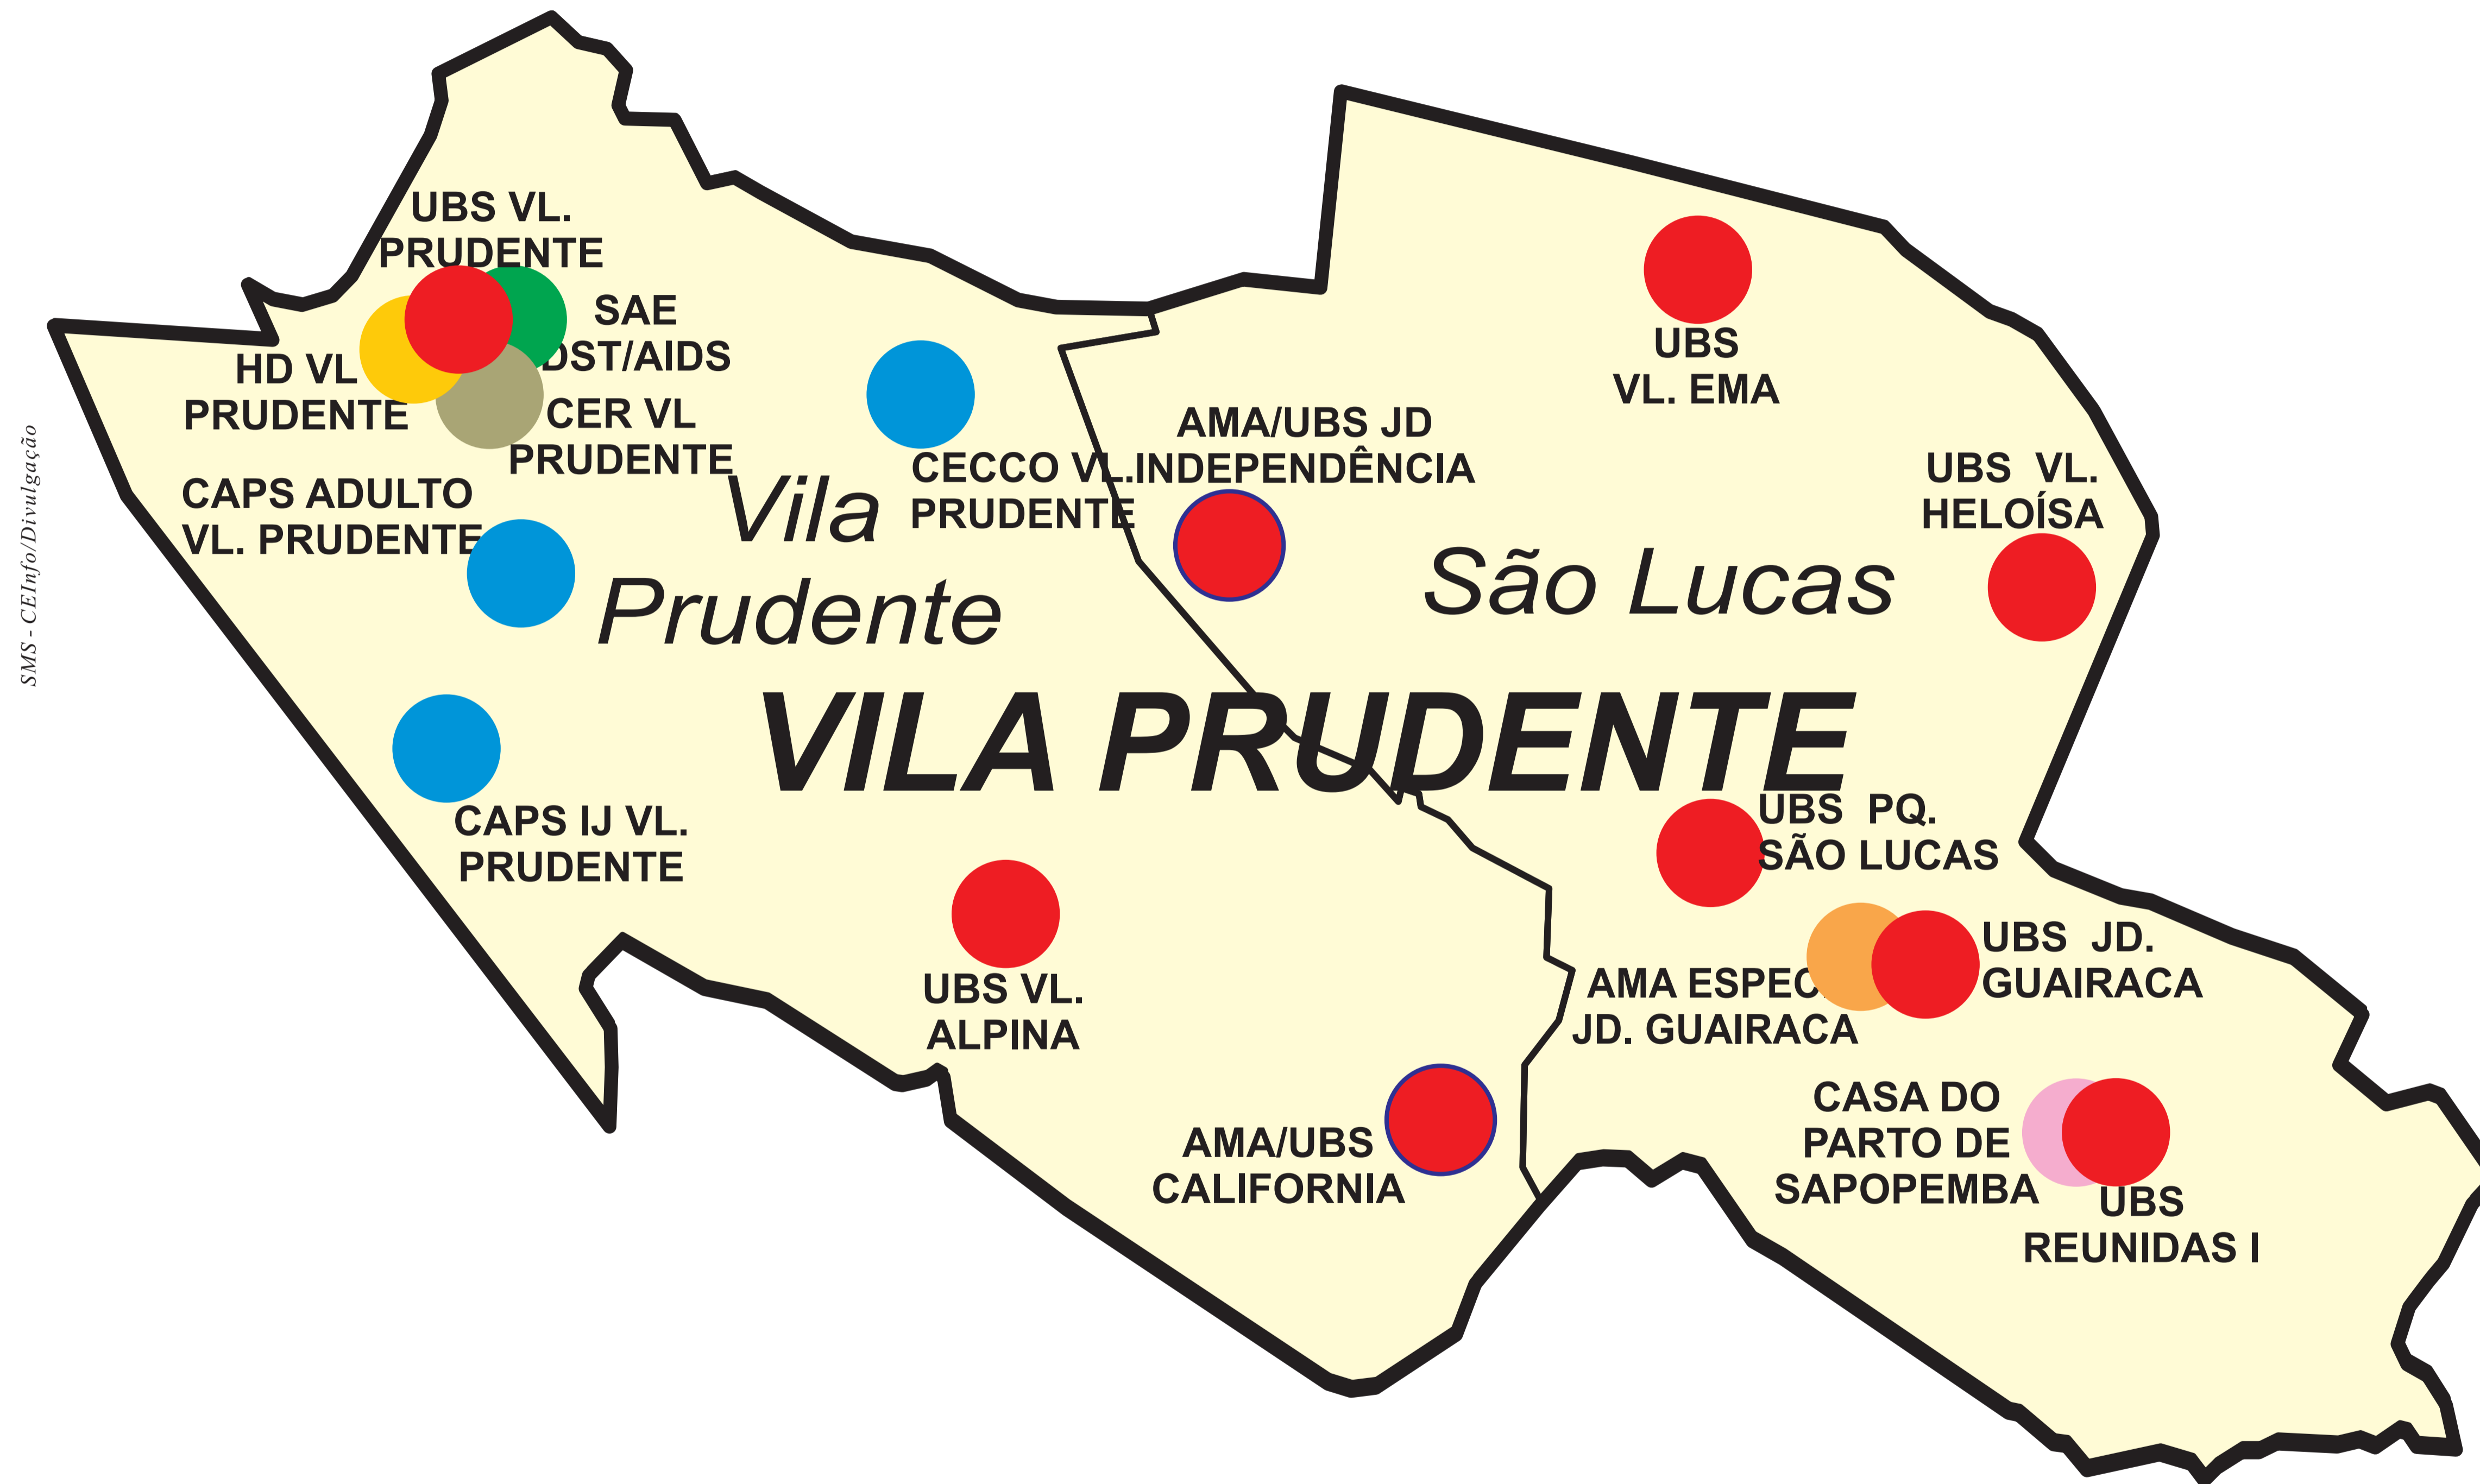 UBS VL.
PRUDENTE
SAE
DST/AIDS
HD VL
PRUDENTE
CER VL
PRUDENTE
CAPS ADULTO
VL. PRUDENTE
CECCO VL.
PRUDENTE
AMA/UBS JD
INDEPENDÊNCIA
UBS
VL. EMA
UBS VL.
HELOÍSA
Vila
Prudente
São Lucas
VILA PRUDENTE
CAPS IJ VL.
PRUDENTE
UBS PQ.
SÃO LUCAS
UBS VL.
ALPINA
AMA ESPEC.
JD. GUAIRACA
UBS JD.
GUAIRACA
AMA/UBS
CALIFORNIA
CASA DO
PARTO DE
SAPOPEMBA
UBS
REUNIDAS I
SMS - CEInfo/Divulgação